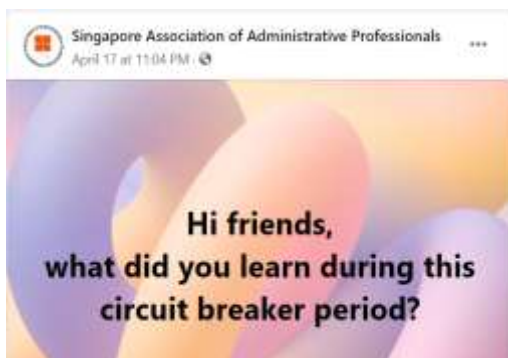 Singapore Association of Administrative Professionals
April 17 at 11:04 PM ·
Hi friends,
what did you learn during this
circuit breaker period?